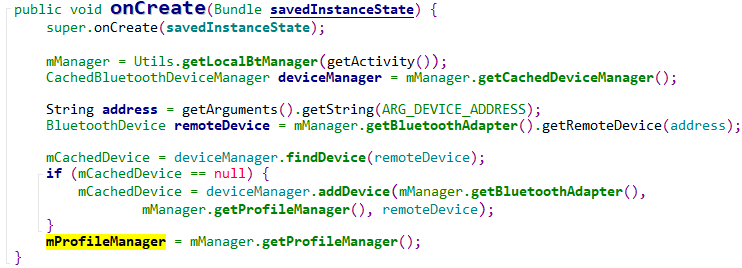 public void onCreate(Bundle savedInstanceState) {
super.onCreate(savedInstanceState);
mManager = Utils.getLocalBtManager(getActivity());
CachedBluetoothDeviceManager deviceManager = mManager.getCachedDeviceManager();
String address = getArguments().getString(ARG_DEVICE_ADDRESS);
BluetoothDevice remoteDevice = mManager.getBluetoothAdapter().getRemoteDevice(address);
mCachedDevice = deviceManager.findDevice(remoteDevice);
if (mCachedDevice == null) {
mCachedDevice = deviceManager.addDevice(mManager.getBluetoothAdapter(),
mManager.getProfileManager(), remoteDevice);
}
mProfileManager = mManager.getProfileManager();
}